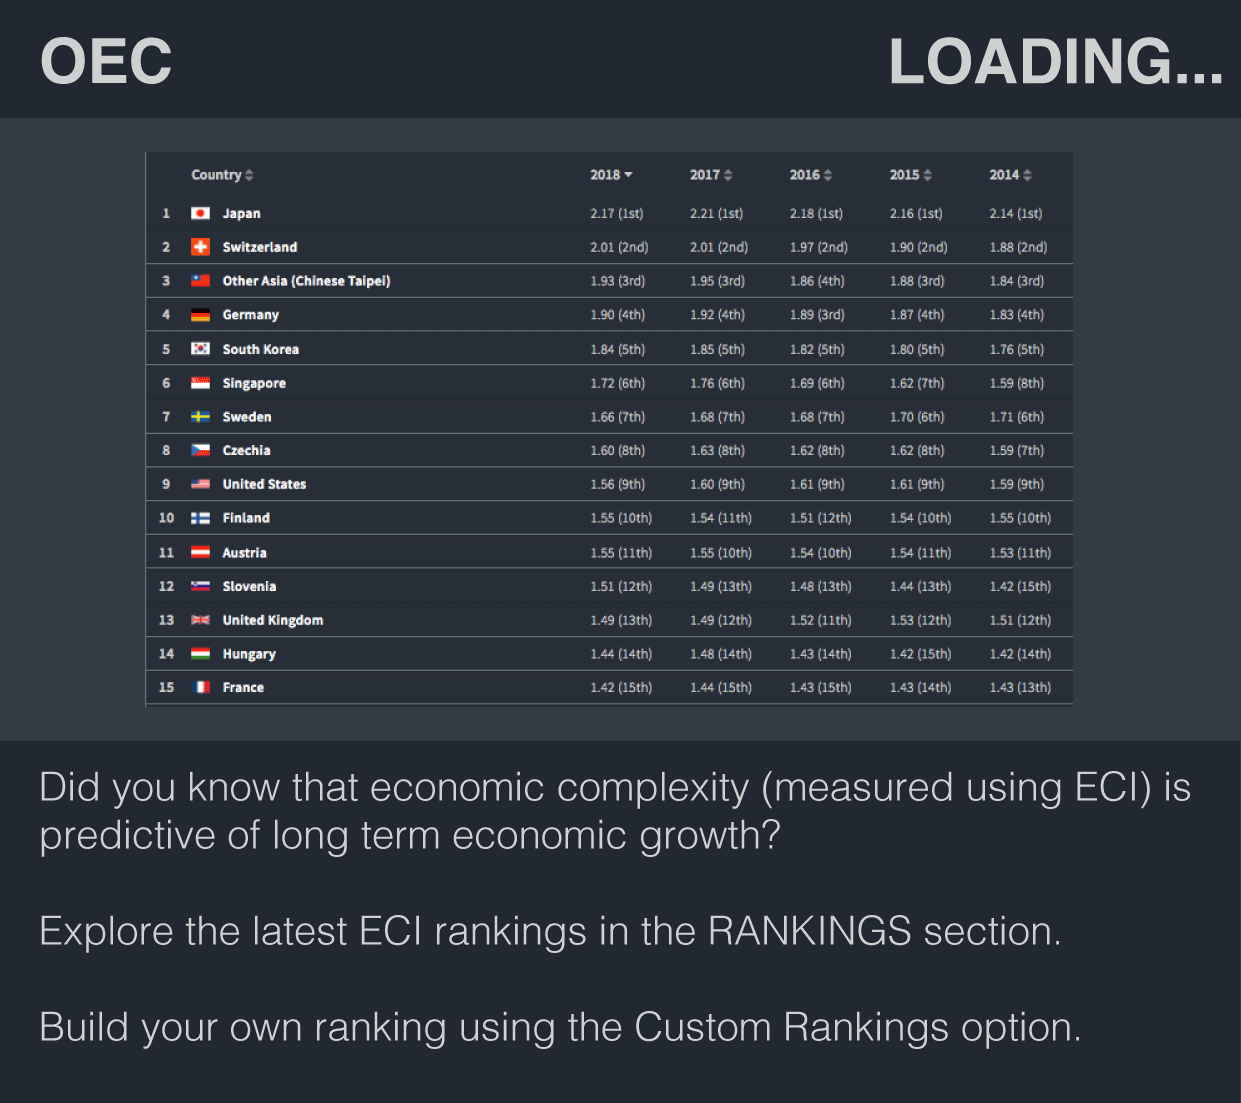 OEC LOADING...
Country 2018 2017 2016 2015 2014
1 Japan 2.17 (1st) 2.21 (1st) 2.18 (1st) 2.16 (1st) 2.14 (1st)
2 Switzerland 2.01 (2nd) 2.01 (2nd) 1.97 (2nd) 1.90 (2nd) 1.88 (2nd)
3 Other Asia (Chinese Taipei) 1.93 (3rd) 1.95 (3rd) 1.86 (4th) 1.88 (3rd) 1.84 (3rd)
4 Germany 1.90 (4th) 1.92 (4th) 1.89 (3rd) 1.87 (4th) 1.83 (4th)
5 South Korea 1.84 (5th) 1.85 (5th) 1.82 (5th) 1.80 (5th) 1.76 (5th)
6 Singapore 1.72 (6th) 1.76 (6th) 1.69 (6th) 1.62 (7th) 1.59 (8th)
7 Sweden 1.66 (7th) 1.68 (7th) 1.68 (7th) 1.70 (6th) 1.71 (6th)
8 Czechia 1.60 (8th) 1.63 (8th) 1.62 (8th) 1.62 (8th) 1.59 (7th)
9 United States 1.56 (9th) 1.60 (9th) 1.61 (9th) 1.61 (9th) 1.59 (9th)
10 Finland 1.55 (10th) 1.54 (11th) 1.51 (12th) 1.54 (10th) 1.55 (10th)
11 Austria 1.55 (11th) 1.55 (10th) 1.54 (10th) 1.54 (11th) 1.53 (11th)
12 Slovenia 1.51 (12th) 1.49 (13th) 1.48 (13th) 1.44 (13th) 1.42 (15th)
13 United Kingdom 1.49 (13th) 1.49 (12th) 1.52 (11th) 1.53 (12th) 1.51 (12th)
14 Hungary 1.44 (14th) 1.48 (14th) 1.43 (14th) 1.42 (15th) 1.42 (14th)
15 France 1.42 (15th) 1.44 (15th) 1.43 (15th) 1.43 (14th) 1.43 (13th)
Did you know that economic complexity (measured using ECI) is
predictive of long term economic growth?
Explore the latest ECI rankings in the RANKINGS section.
Build your own ranking using the Custom Rankings option.